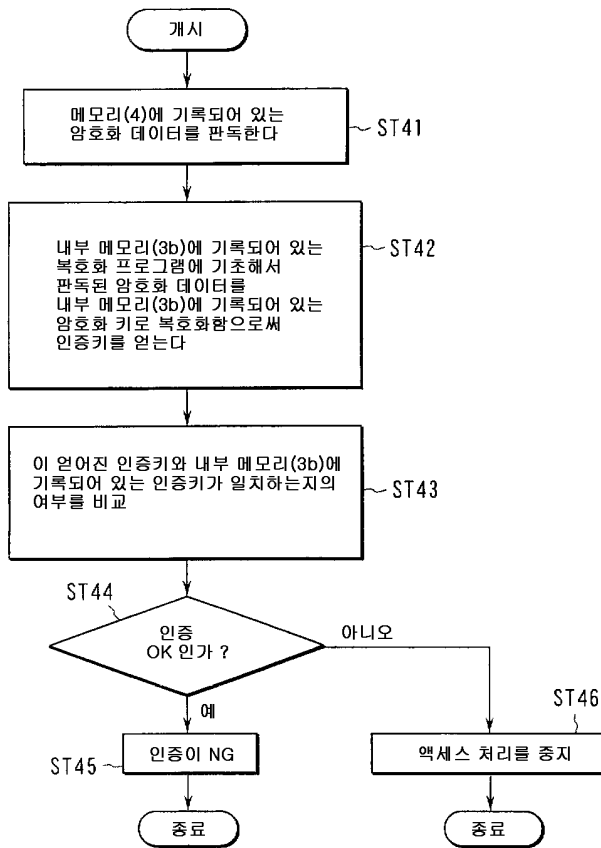 개시
메모리(4)에 기록되어 있는
암호화 데이터를 판독한다
ST41
내부 메모리(3b)에 기록되어 있는
복호화 프로그램에 기초해서
판독된 암호화 데이터를
내부 메모리(3b)에 기록되어 있는
암호화 키로 복호화함으로써
인증키를 얻는다
ST42
이 얻어진 인증키와 내부 메모리(3b)에
기록되어 있는 인증키가 일치하는지의
여부를 비교
ST43
ST44
인증
OK 인가 ?
아니오
예
ST45
인증이 NG
ST46
액세스 처리를 중지
종료
종료